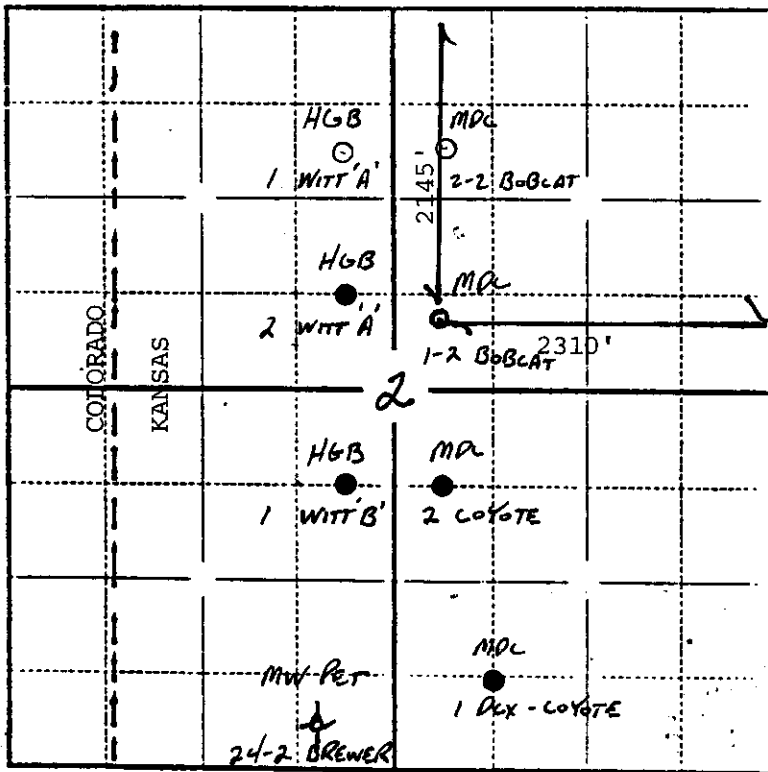 HGB
MDC
1 WITT 'A'
2-2 BOBCAT
2145'
HGB
MDC
2 WITT 'A'
1-2 BOBCAT
2310'
COLORADO
KANSAS
2
HGB
MDC
1 WITT 'B'
2 COYOTE
MDC
MW-PET
1 DLX-COYOTE
24-2 BREWER